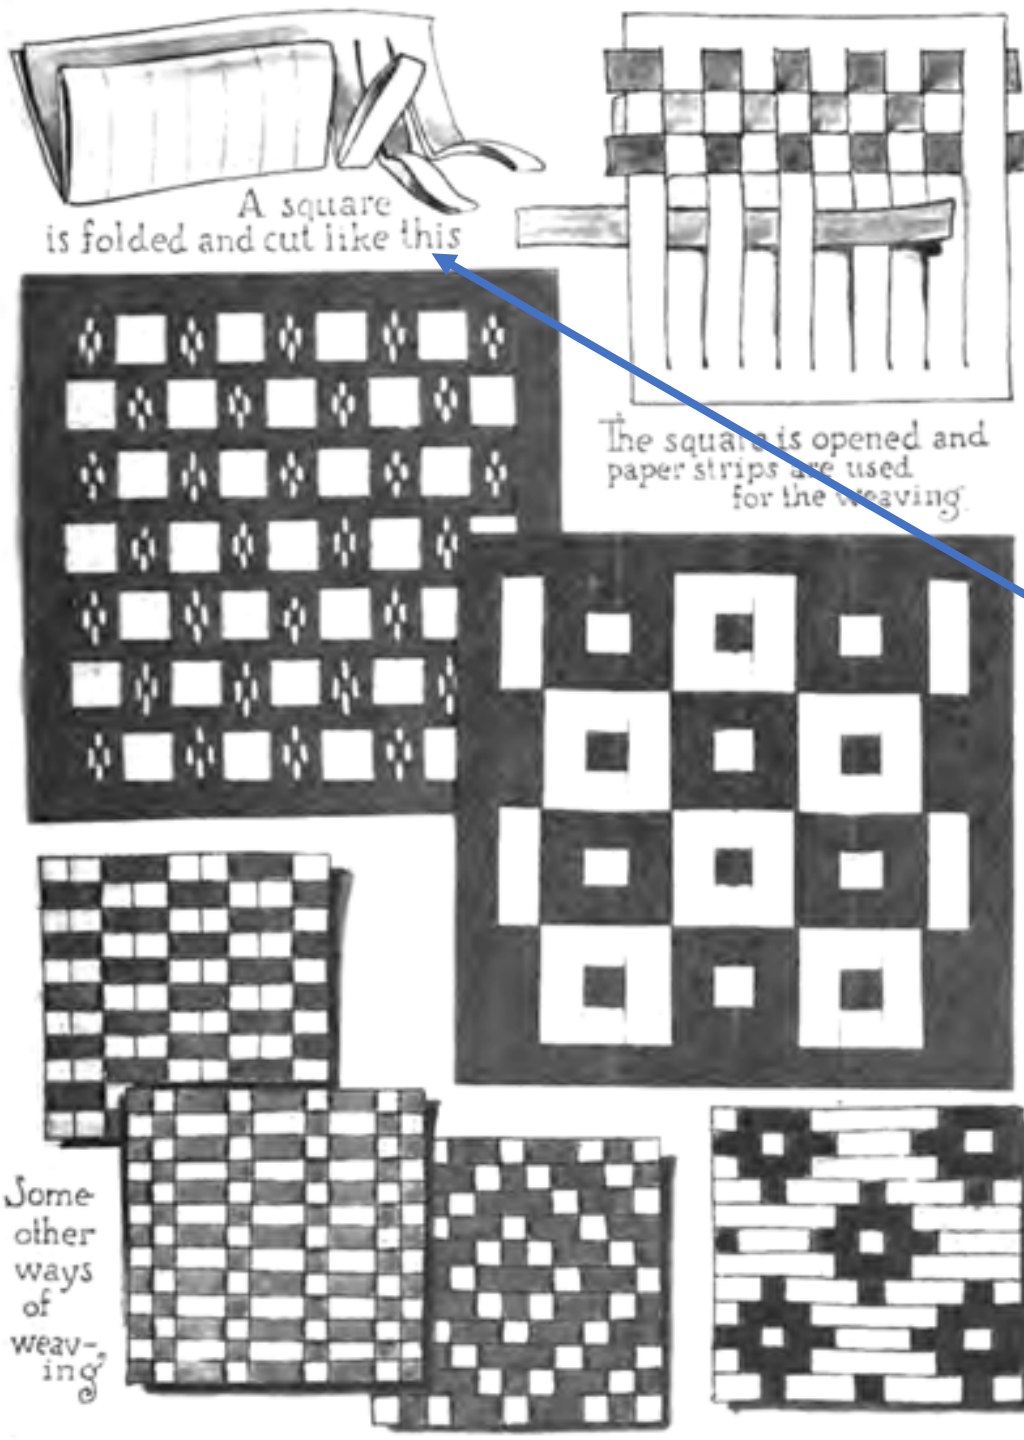 A square
is folded and cut like this
The square is opened and
paper strips are used
for the weaving
Some
other
ways
of
weav-
ing